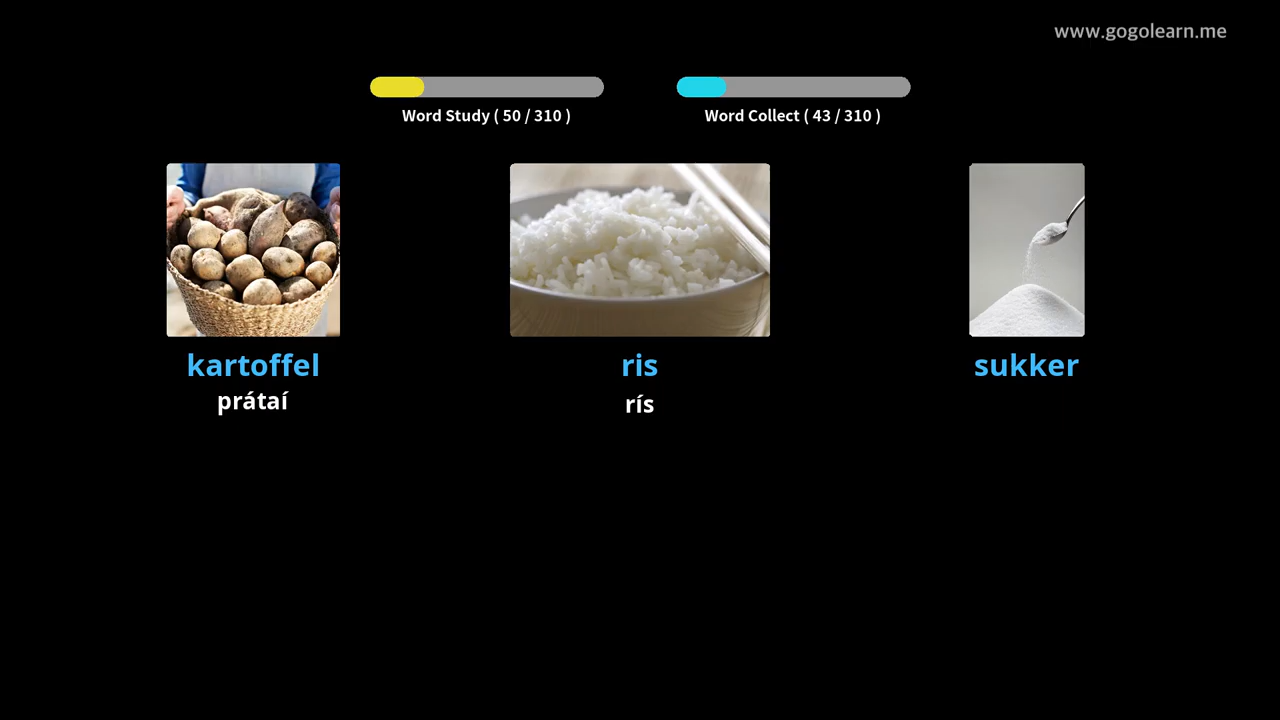 www.gogolearn.me
Word Study ( 50 / 310 )
Word Collect ( 43 / 310 )
kartoffel
prátaí
ris
rís
sukker